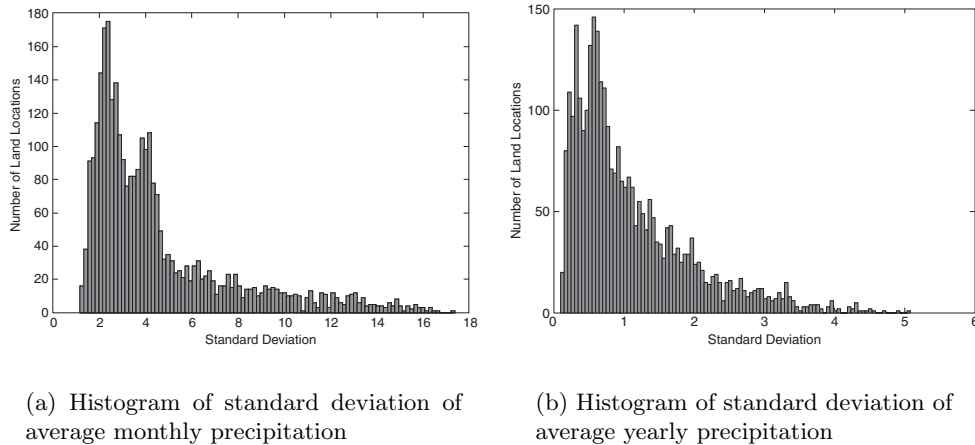 180
160
140
120
100
80
60
40
20
0
Number of Land Locations
2 4 6 8 10 12 14 16 18
Standard Deviation
150
100
50
0
Number of Land Locations
0 1 2 3 4 5 6
Standard Deviation
(a) Histogram of standard deviation of
average monthly precipitation
(b) Histogram of standard deviation of
average yearly precipitation